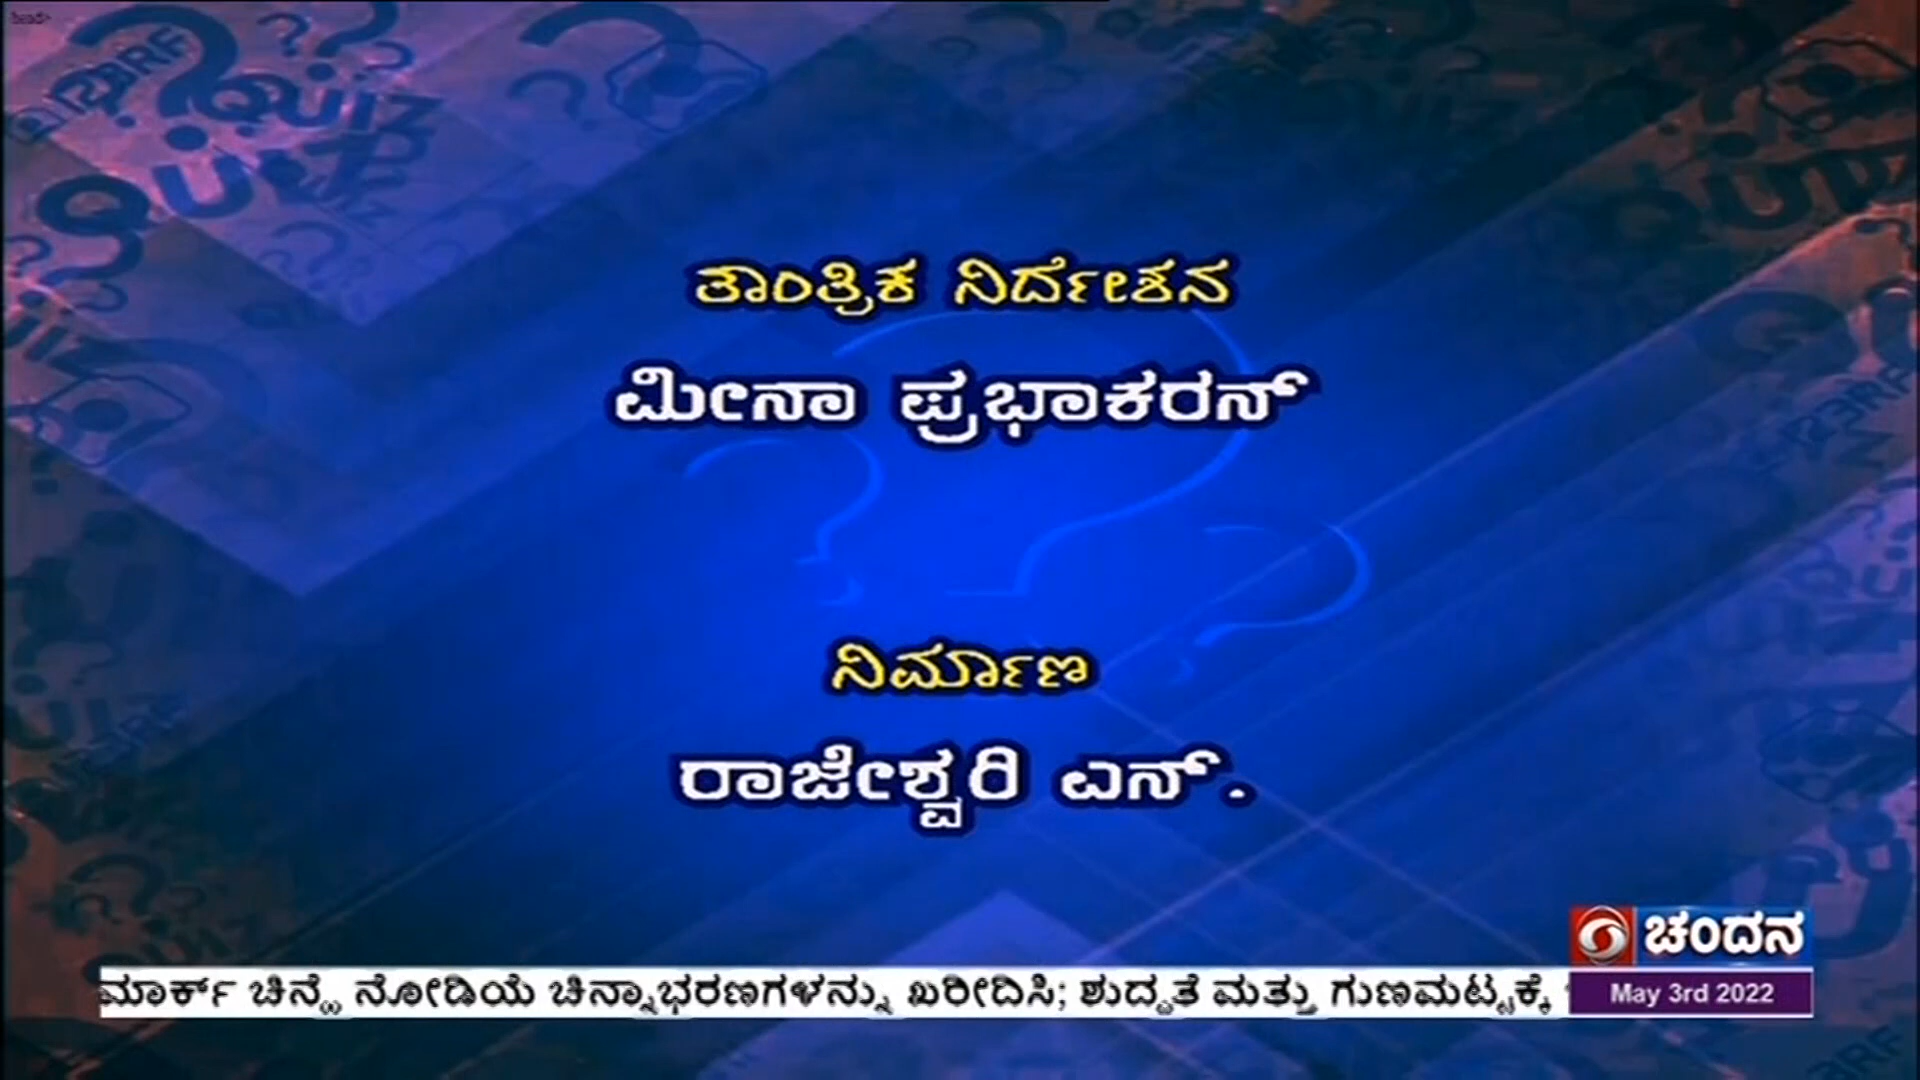 ತಾಂತ್ರಿಕ ನಿರ್ದೇಶನ
ಮೀನಾ ಪ್ರಭಾಕರನ್
ನಿರ್ಮಾಣ
ರಾಜೇಶ್ವರಿ ಎನ್.
ಚಂದನ
ಮಾರ್ಕ್ ಚಿನ್ಹೆ ನೋಡಿಯೆ ಚಿನ್ನಾಭರಣಗಳನ್ನು ಖರೀದಿಸಿ; ಶುದ್ಧತೆ ಮತ್ತು ಗುಣಮಟ್ಟಕ್ಕೆ
May 3rd 2022